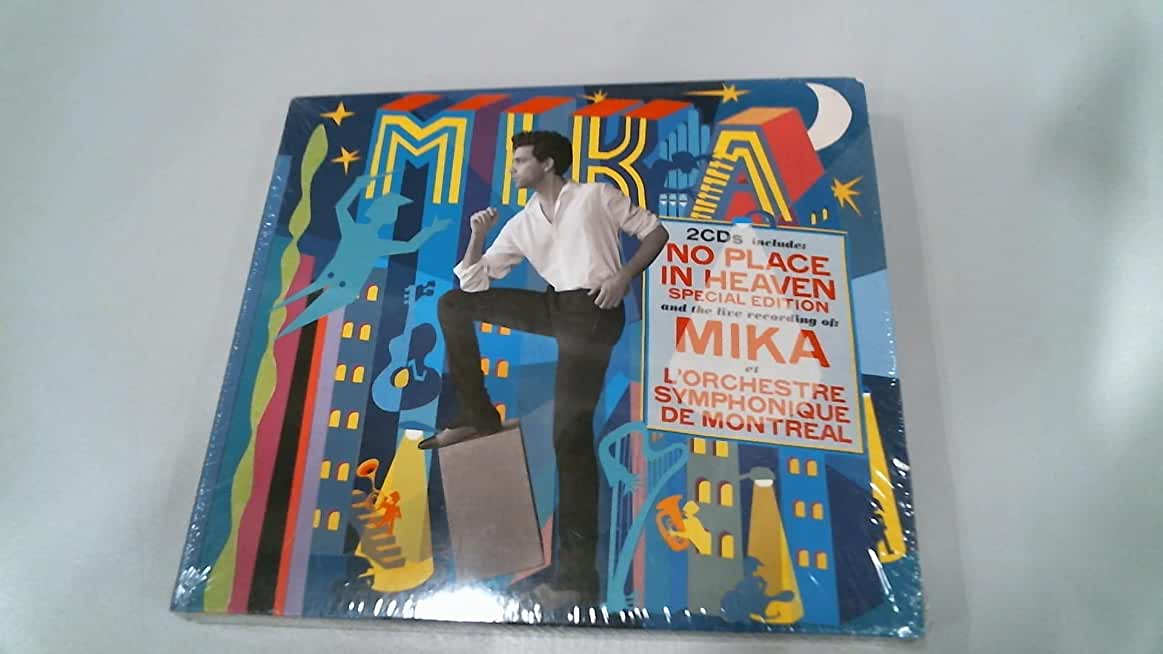 MIKA
2CDs include:
NO PLACE
IN HEAVEN
SPECIAL EDITION
and the live recording of:
MIKA
et
L'ORCHESTRE
SYMPHONIQUE
DE MONTREAL